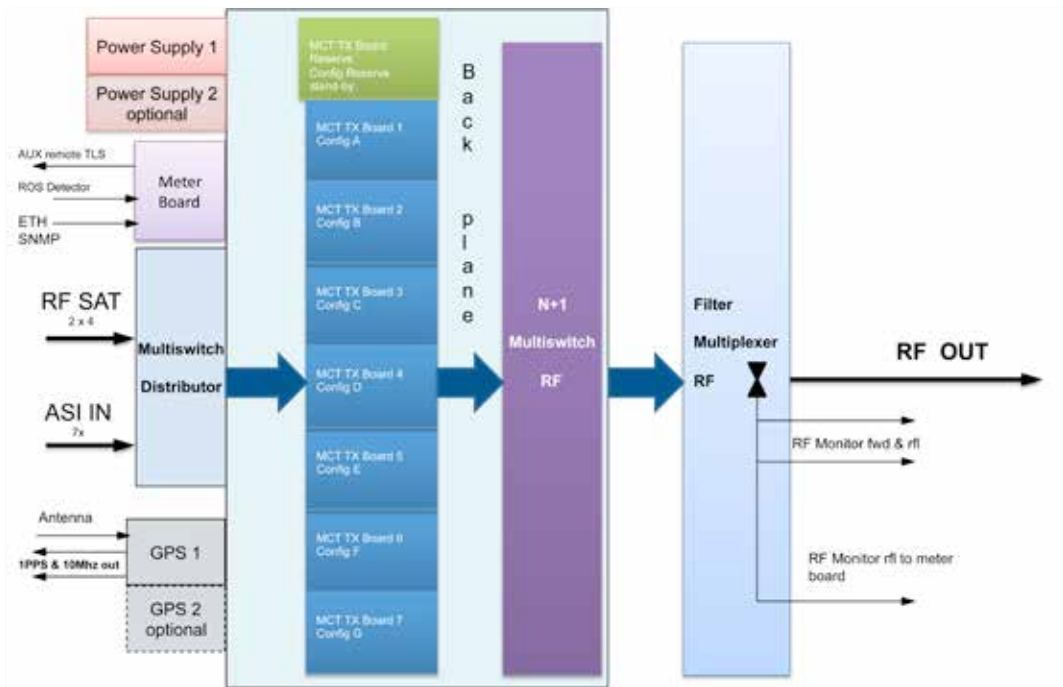 Power Supply 1
Power Supply 2
optional
AUX remote TLS
ROS Detector
ETH
SNMP
Meter
Board
RF SAT
2 x 4
ASI IN
7x
Multiswitch
Distributor
Antenna
1PPS & 10Mhz out
GPS 1
GPS 2
optional
MCT TX Board
Reserve
Config Reserve
stand-by
MCT TX Board 1
Config A
MCT TX Board 2
Config B
MCT TX Board 3
Config C
MCT TX Board 4
Config D
MCT TX Board 5
Config E
MCT TX Board 6
Config F
MCT TX Board 7
Config G
Back plane
N+1
Multiswitch
RF
Filter
Multiplexer
RF
RF OUT
RF Monitor fwd & rfl
RF Monitor rfl to meter
board